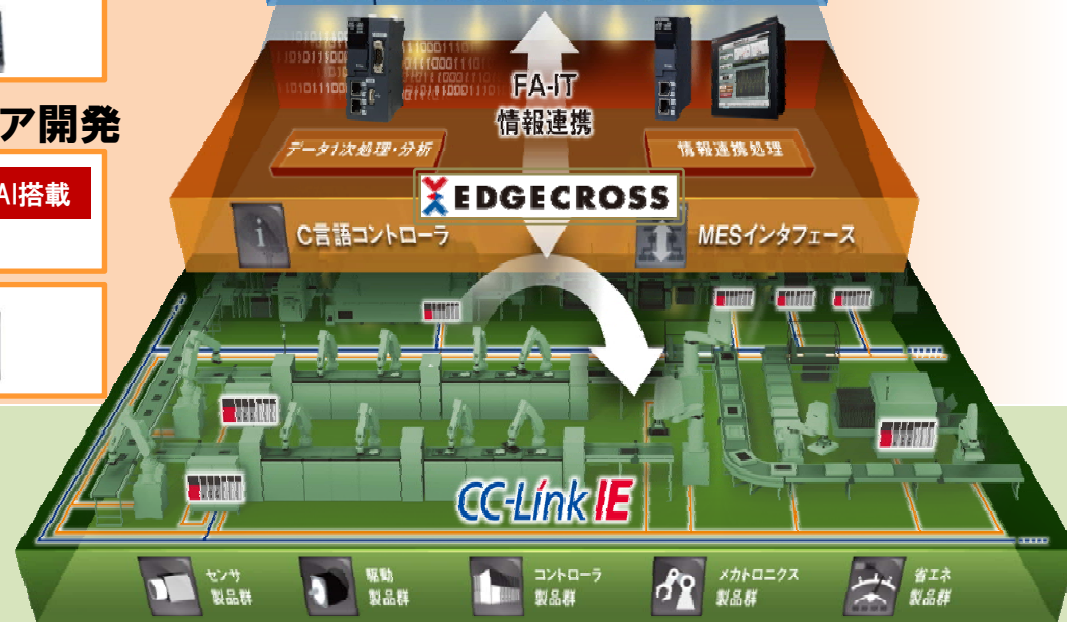 ア開発
AI搭載
FA-IT
情報連携
データ1次処理・分析
情報連携処理
EDGECROSS
C言語コントローラ
MESインタフェース
CC-Link IE
センサ
製品群
駆動
製品群
コントローラ
製品群
メカトロニクス
製品群
省エネ
製品群